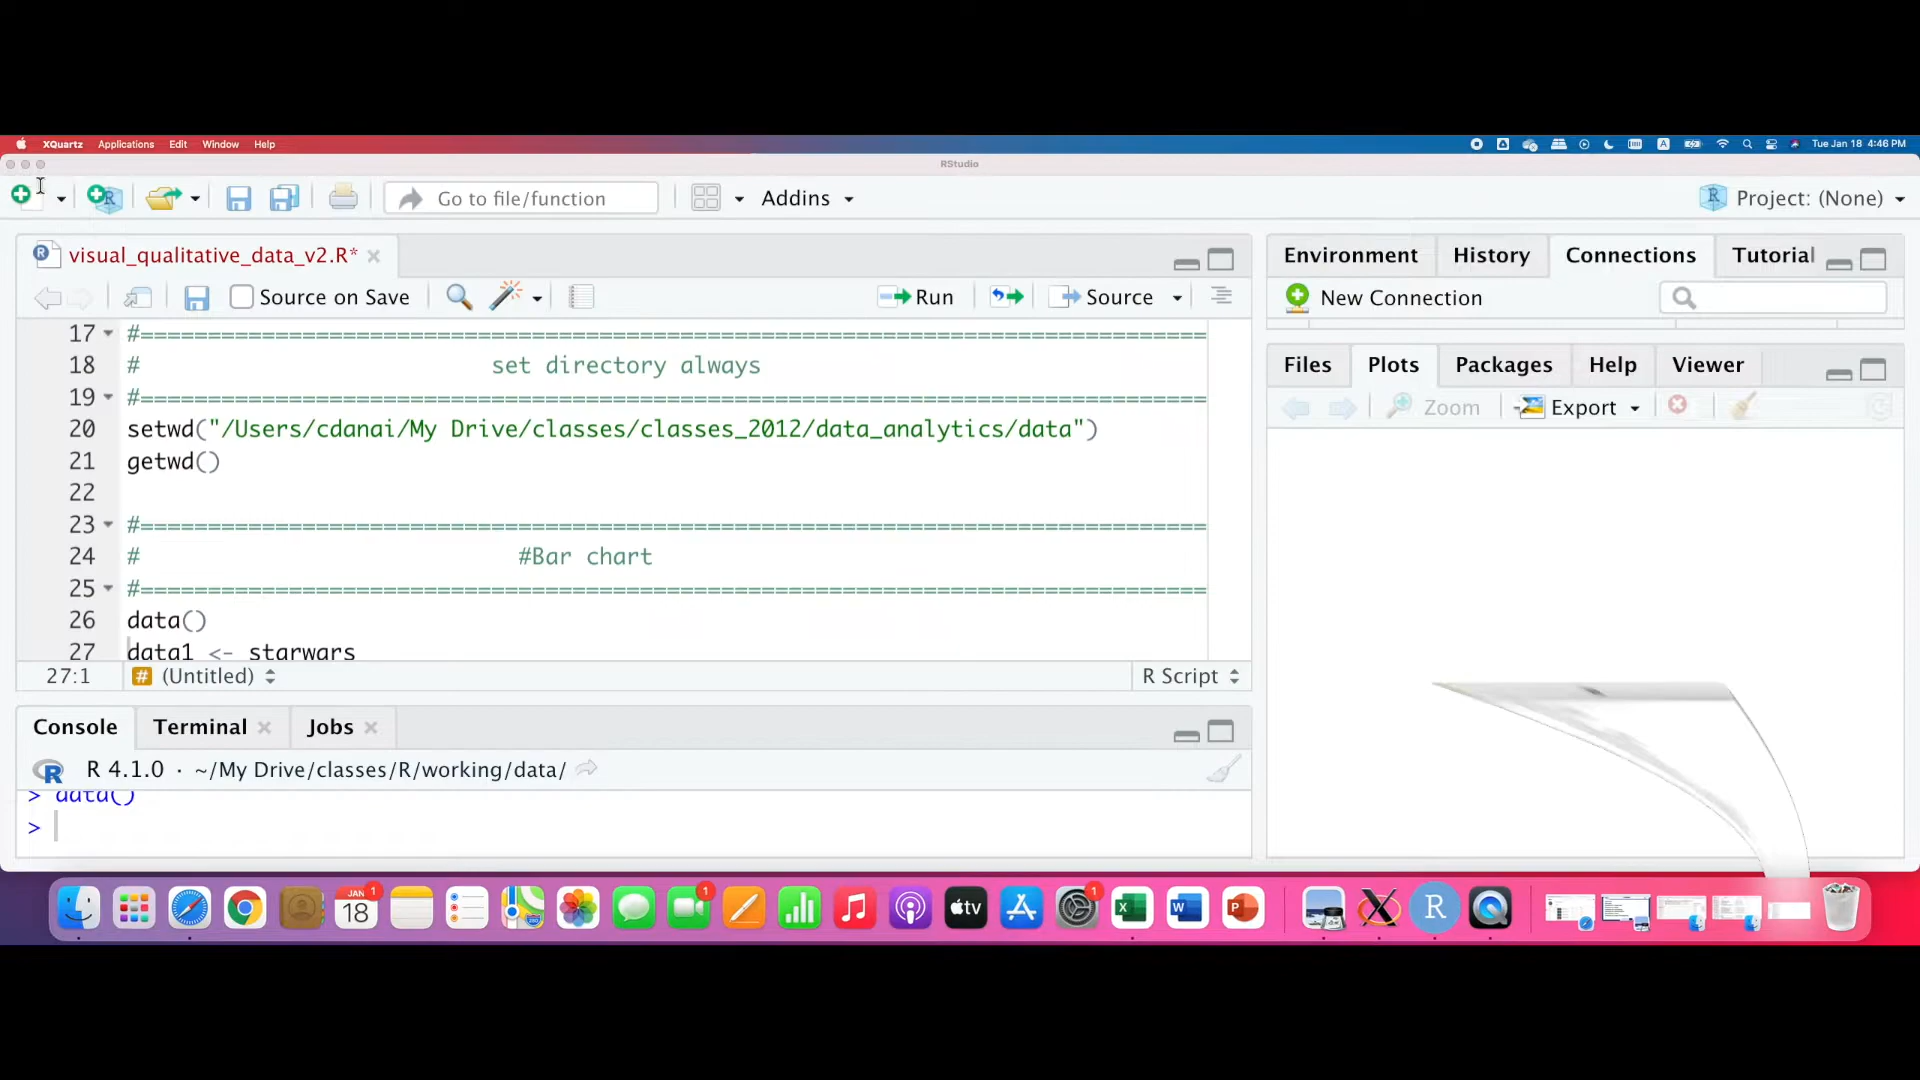 XQuartz Applications Edit Window Help
Tue Jan 18 4:46 PM
RStudio
Go to file/function
Addins
Project: (None)
visual_qualitative_data_v2.R*
Source on Save
Run
Source
17 #================================================================================
18 # set directory always
19 #================================================================================
20 setwd("/Users/cdanai/My Drive/classes/classes_2012/data_analytics/data")
21 getwd()
22
23 #================================================================================
24 # #Bar chart
25 #================================================================================
26 data()
27 data1 <- starwars
27:1 # (Untitled)
R Script
Console Terminal Jobs
R 4.1.0 · ~/My Drive/classes/R/working/data/
> data()
>
Environment History Connections Tutorial
New Connection
Files Plots Packages Help Viewer
Zoom Export
JAN 1
18
1
tv
1
X
W
P
X
R